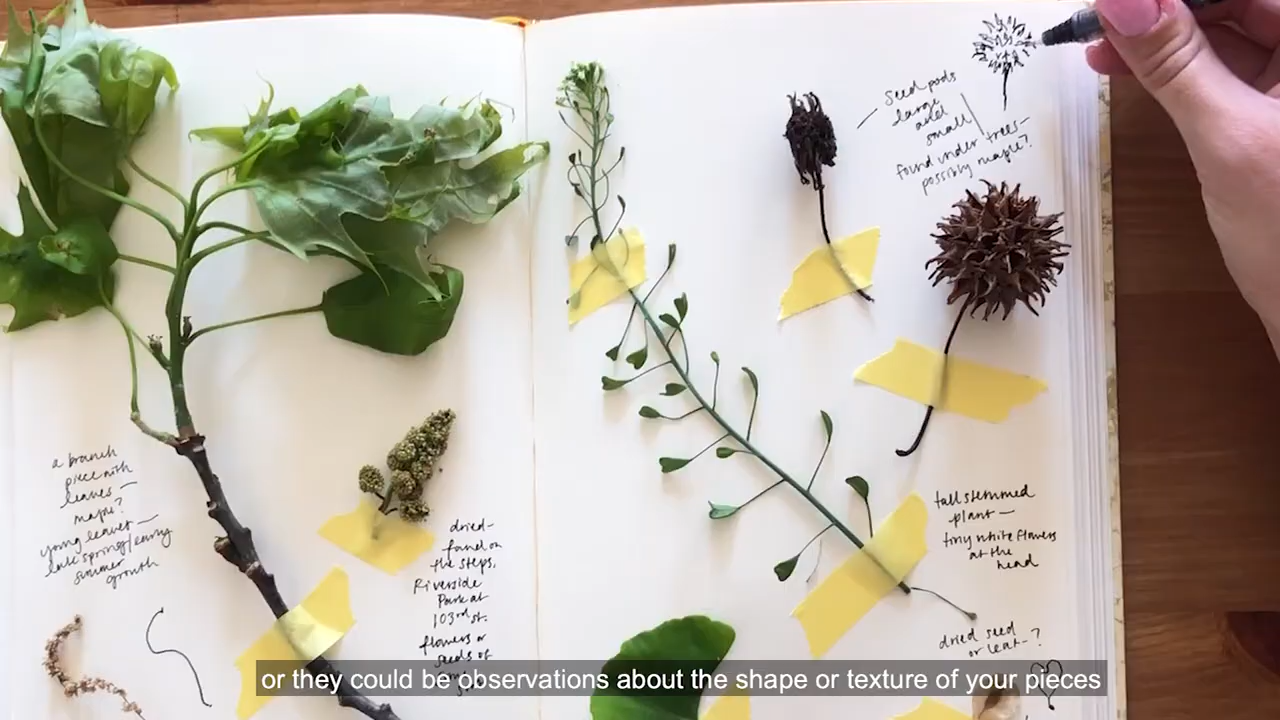 Seed pods
large
and
small
found under trees—
possibly maple?
a branch
piece with
leaves —
maple?
young leaves —
late spring/early
summer
growth
dried—
found on
the steps,
Riverside
Park at
103rd st.
flowers or
seeds of
tall stemmed
plant —
tiny white flowers
at the
head
dried seed
or leaf—?
or they could be observations about the shape or texture of your pieces